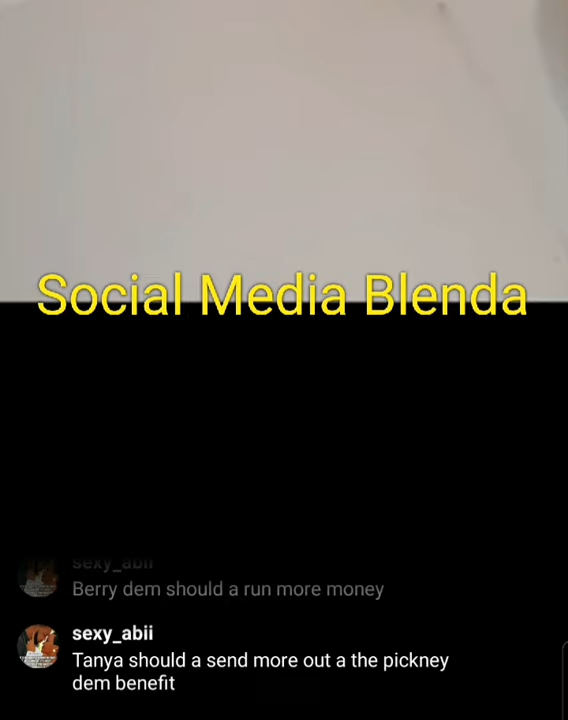 Social Media Blenda
sexy_abii
Berry dem should a run more money
sexy_abii
Tanya should a send more out a the pickney
dem benefit